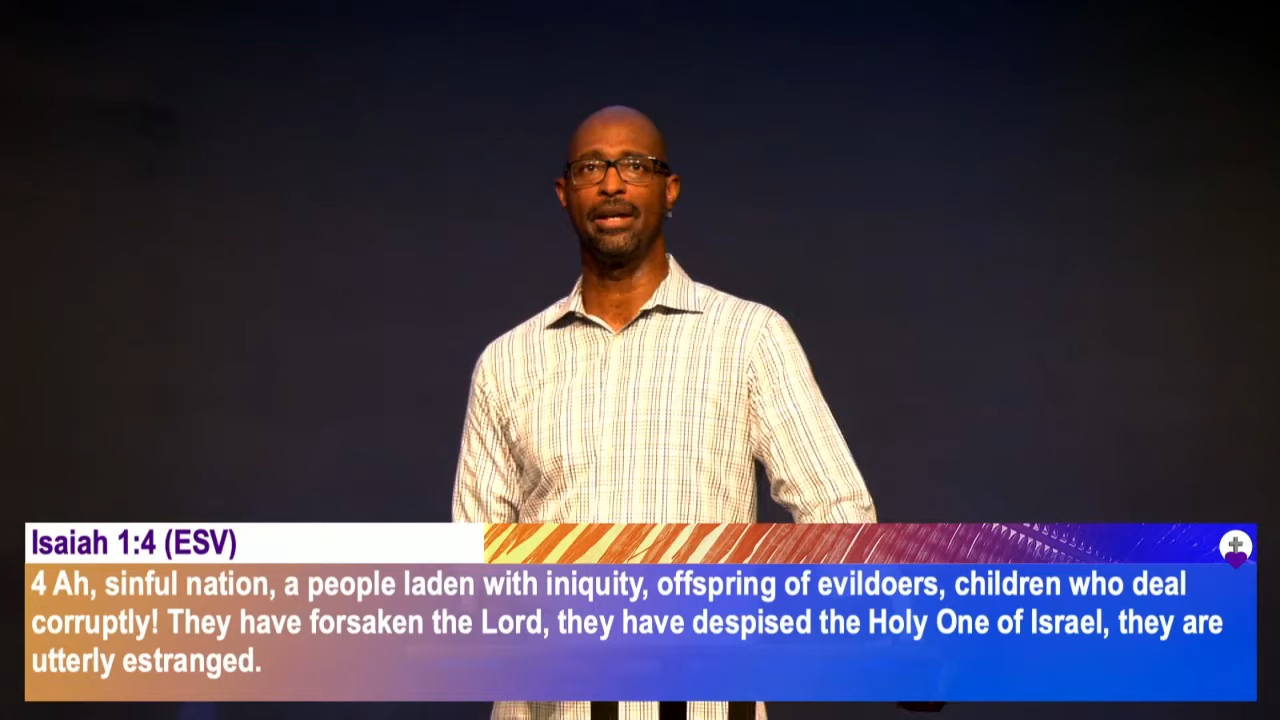 Isaiah 1:4 (ESV)
4 Ah, sinful nation, a people laden with iniquity, offspring of evildoers, children who deal
corruptly! They have forsaken the Lord, they have despised the Holy One of Israel, they are
utterly estranged.